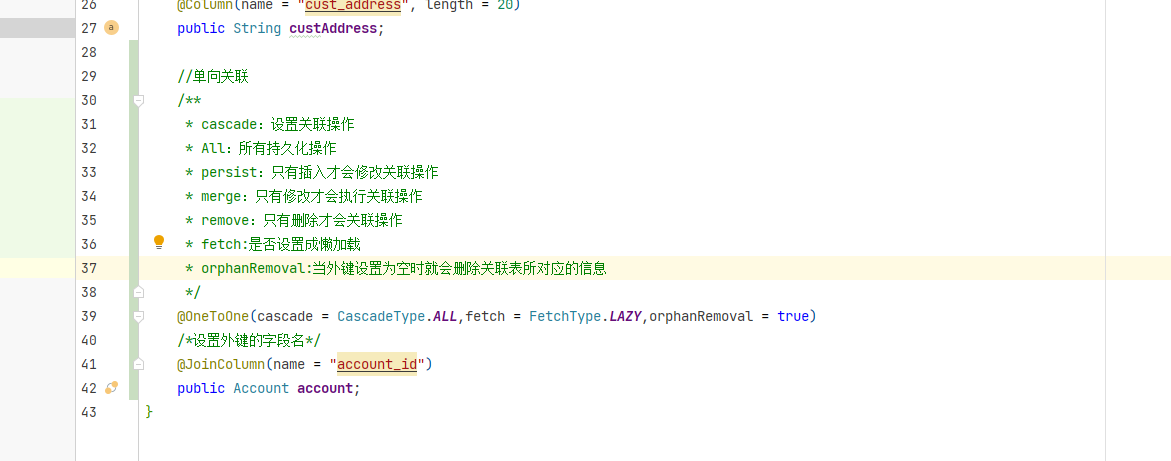 26 @Column(name = "cust_address", length = 20)
27 a public String custAddress;
28
29 //单向关联
30 /**
31 * cascade：设置关联操作
32 * All：所有持久化操作
33 * persist：只有插入才会修改关联操作
34 * merge：只有修改才会执行关联操作
35 * remove：只有删除才会关联操作
36 * fetch:是否设置成懒加载
37 * orphanRemoval:当外键设置为空时就会删除关联表所对应的信息
38 */
39 @OneToOne(cascade = CascadeType.ALL,fetch = FetchType.LAZY,orphanRemoval = true)
40 /*设置外键的字段名*/
41 @JoinColumn(name = "account_id")
42 public Account account;
43 }